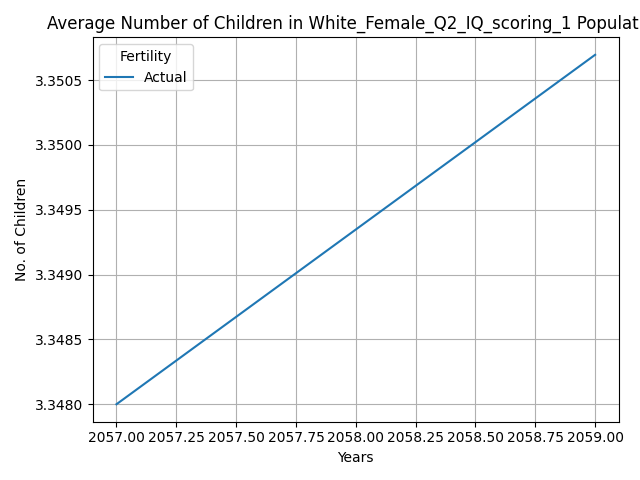 Average Number of Children in White_Female_Q2_IQ_scoring_1 Populat
Fertility
Actual
3.3505
3.3500
3.3495
3.3490
3.3485
3.3480
No. of Children
2057.00 2057.25 2057.50 2057.75 2058.00 2058.25 2058.50 2058.75 2059.00
Years